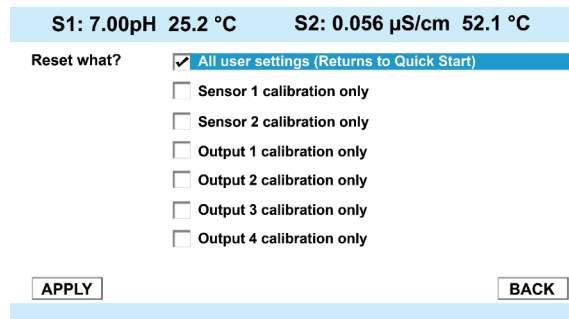 S1: 7.00pH 25.2 °C S2: 0.056 µS/cm 52.1 °C
Reset what? All user settings (Returns to Quick Start)
Sensor 1 calibration only
Sensor 2 calibration only
Output 1 calibration only
Output 2 calibration only
Output 3 calibration only
Output 4 calibration only
APPLY BACK